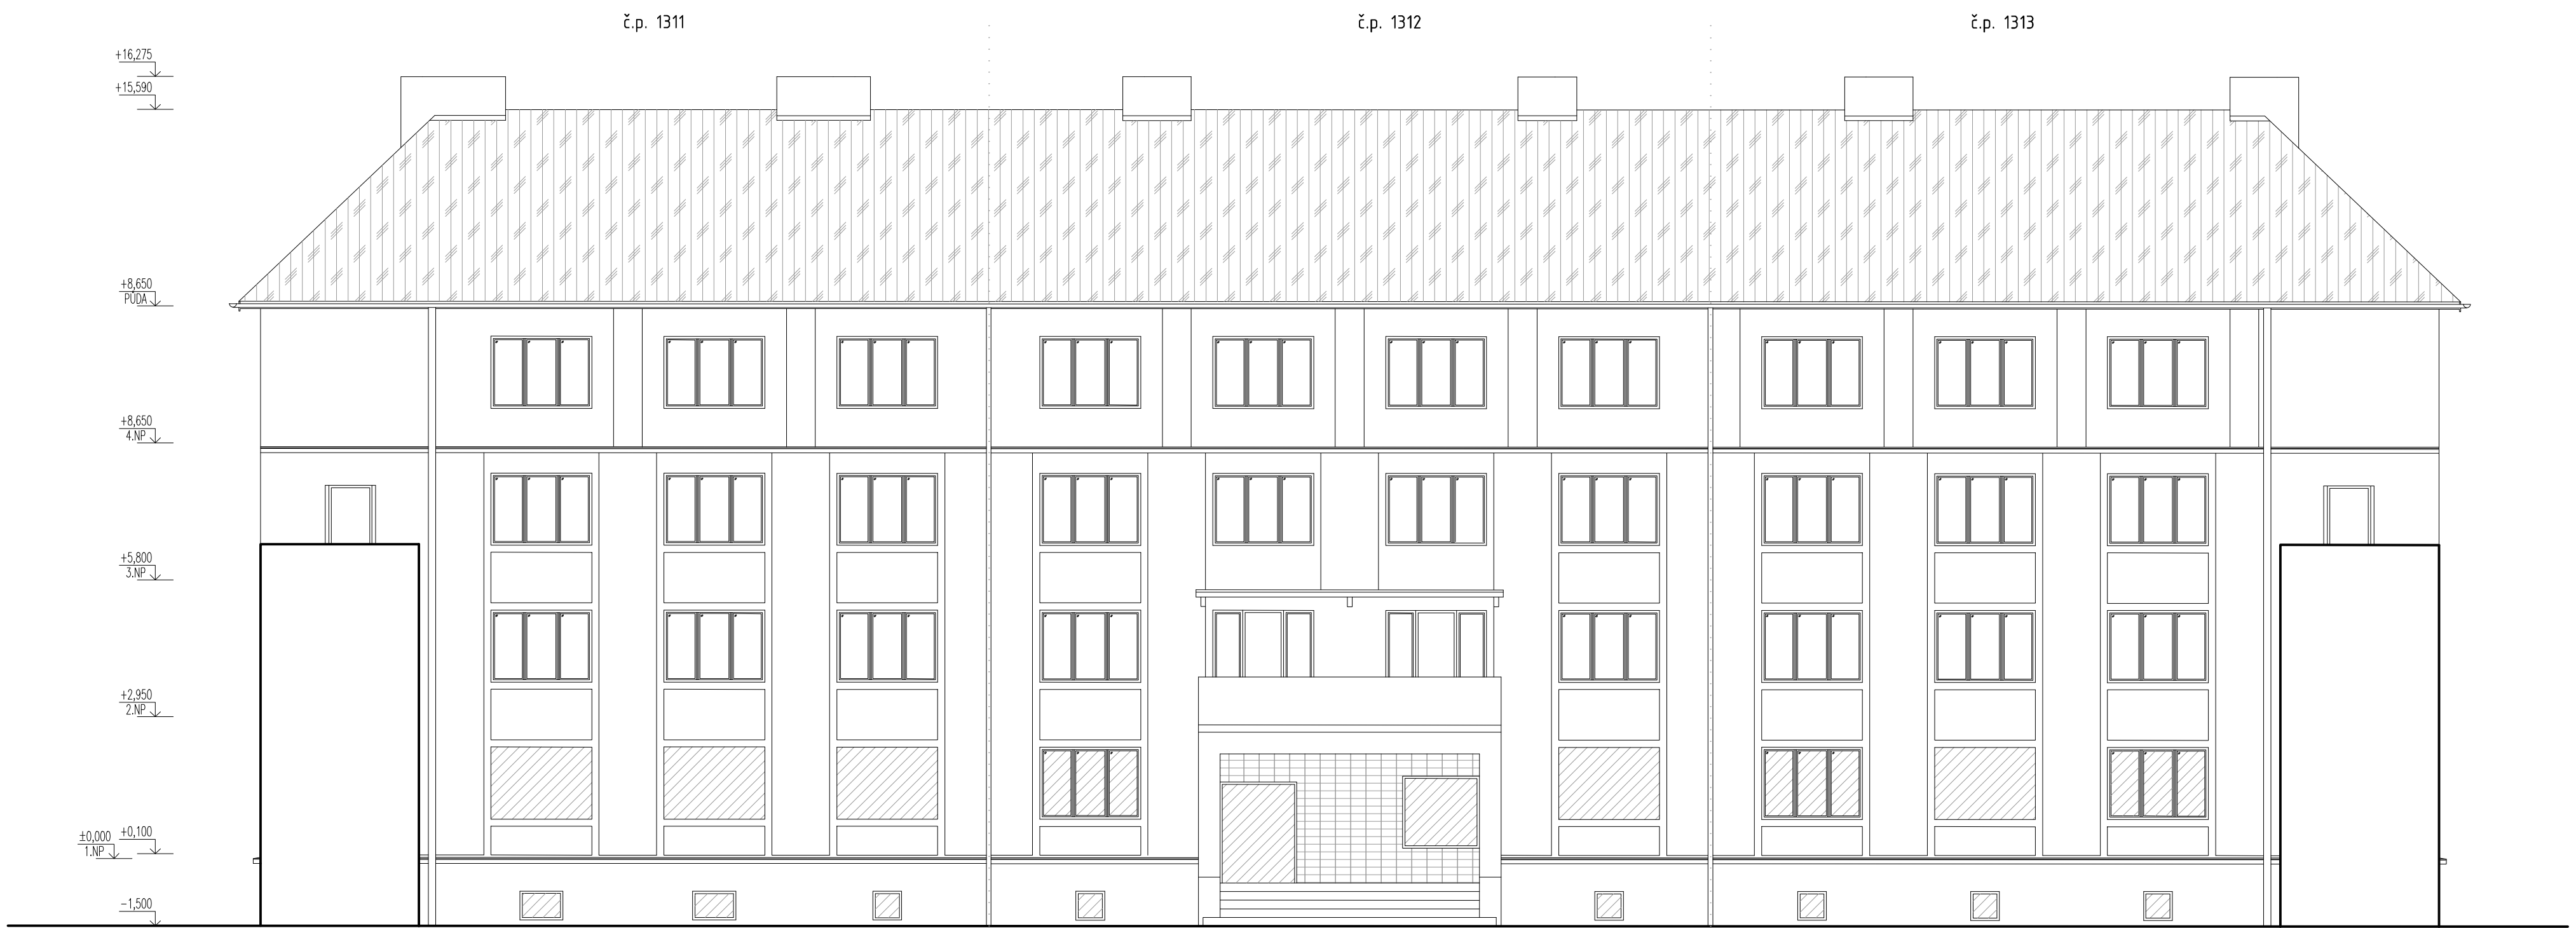 č.p. 1311
č.p. 1312
č.p. 1313
+16,275
+15,590
+8,650
PŮDA
+8,650
4.NP
+5,800
3.NP
+2,950
2.NP
±0,000
1.NP
+0,100
-1,500